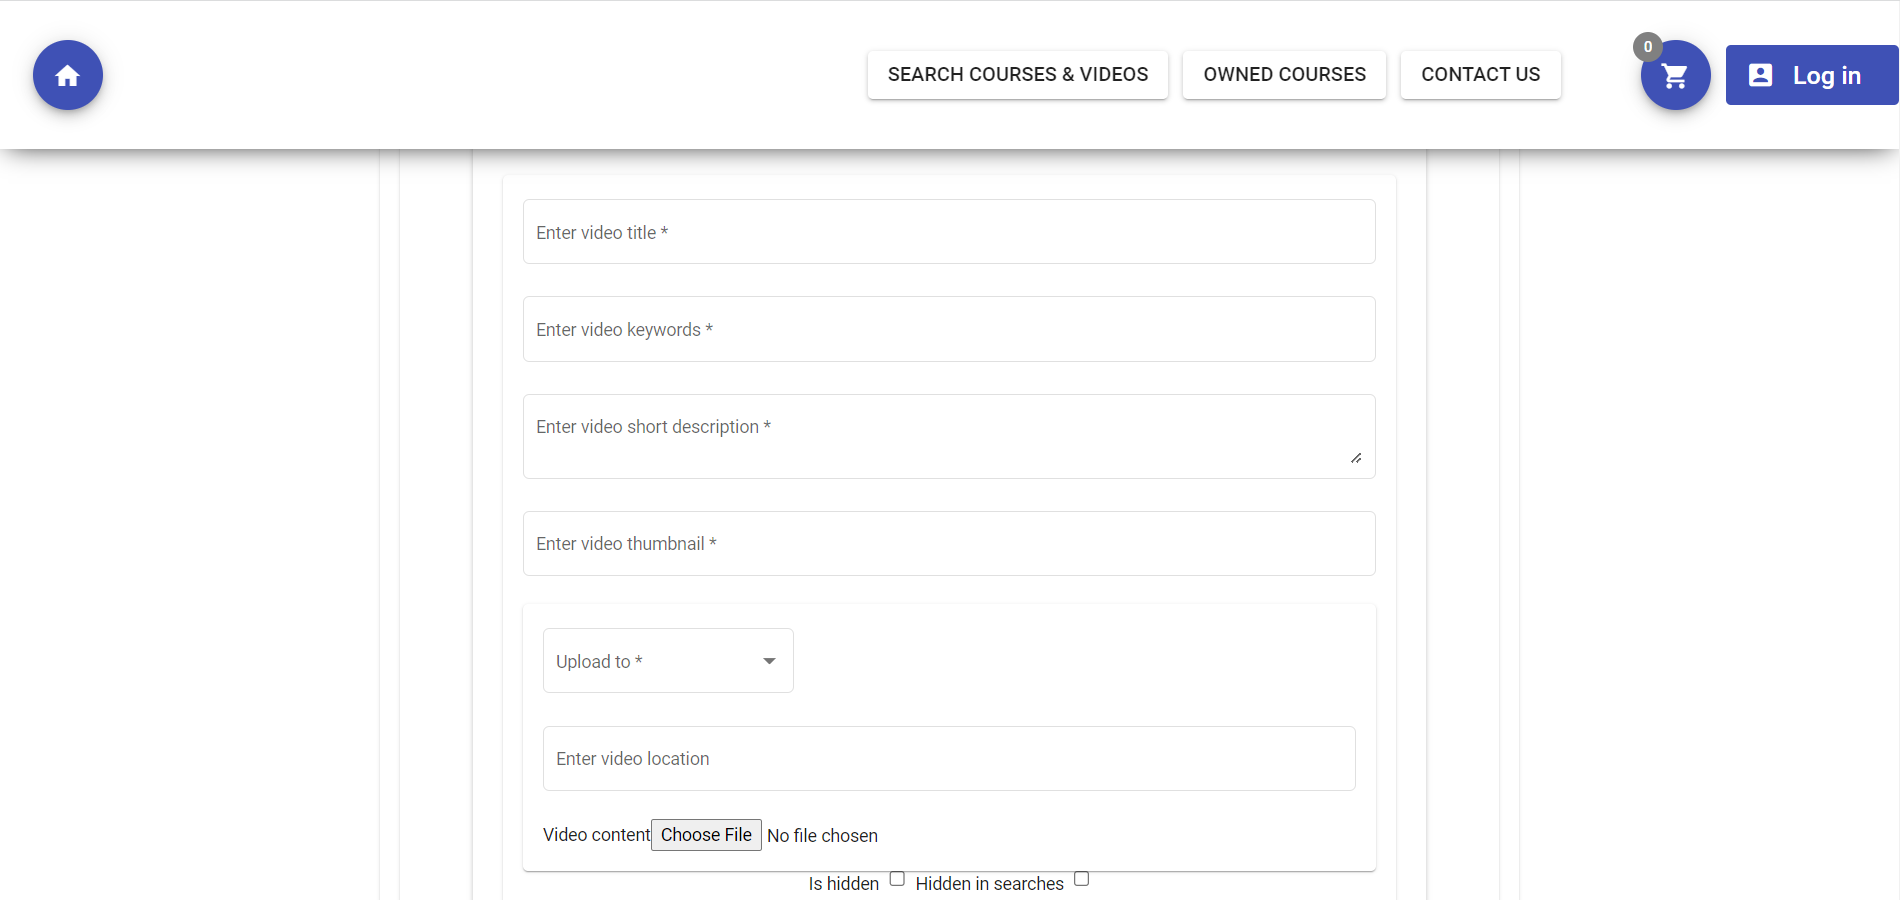 SEARCH COURSES & VIDEOS
OWNED COURSES
CONTACT US
0
Log in
Enter video title *
Enter video keywords *
Enter video short description *
Enter video thumbnail *
Upload to *
Enter video location
Video content Choose File No file chosen
Is hidden Hidden in searches